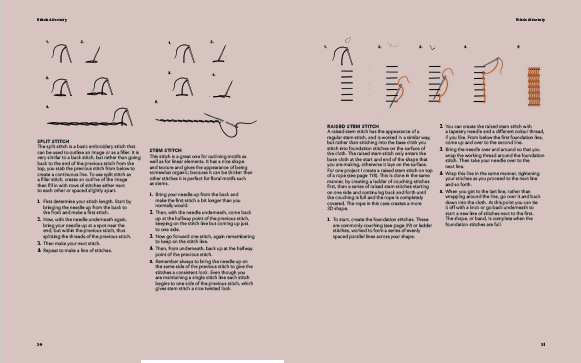 SPLIT STITCH
The split stitch is a basic embroidery stitch that
can be used to outline an image or as a filler. It is
very similar to a back stitch, but rather than going
back to the end of the previous stitch from the
top, you stab the previous stitch from below to
create a continuous line. To use split stitch as
a filler stitch, create an outline of the image
then fill in with rows of stitches either next
to each other or spaced slightly apart.
1. First determine your stitch length. Start by
bringing the needle up from the back to
the front and make a first stitch.
2. Now, with the needle underneath again,
bring your needle up at a spot near the
end, but within the previous stitch, thus
splitting the threads of the previous stitch.
3. Then make your next stitch.
4. Repeat to make a line of stitches.
STEM STITCH
This stitch is a great for outlining motifs as
well as for linear elements. It has a nice shape
and texture and gives the appearance of being
somewhat organic because it can be thicker than
other stitches. It is perfect for floral motifs such
as stems.
1. Bring your needle up from the back and
make the first stitch a bit longer than you
normally would.
2. Then, with the needle underneath, come back
up at the halfway point of the previous stitch,
keeping on the stitch line but coming up just
to one side.
3. Now go forward one stitch, again remembering
to keep on the stitch line.
4. Then, from underneath, back up at the halfway
point of the previous stitch.
5. Remember always to bring the needle up on
the same side of the previous stitch to give the
stitches a consistent look. Even though you
are maintaining a single stitch line each stitch
begins to one side of the previous stitch, which
gives stem stitch a nice twisted look.
RAISED STEM STITCH
A raised stem stitch has the appearance of a
regular stem stitch, and is worked in a similar way,
but rather than stitching into the base cloth you
stitch into foundation stitches on the surface of
the cloth. The raised stem stitch only enters the
base cloth at the start and end of the shape that
you are making, otherwise it lays on the surface.
For one project I create a raised stem stitch on top
of a rope (see page 119). This is done in the same
manner, by creating a ladder of couching stitches
first, then a series of raised stem stitches starting
on one side and continuing back and forth until
the couching is full and the rope is completely
covered. The rope in this case creates a more
3D shape.
1. To start, create the foundation stitches. These
are commonly couching (see page 39) or ladder
stitches, worked to form a series of evenly
spaced parallel lines across your shape.
2. You can create the raised stem stitch with
a tapestry needle and a different colour thread,
if you like. From below the first foundation line,
come up and over to the second line.
3. Bring the needle over and around so that you
wrap the working thread around the foundation
stitch. Then take your needle over to the
next line.
4. Wrap this line in the same manner, tightening
your stitches as you proceed to the next line
and so forth.
5. When you get to the last line, rather than
wrapping around the line, go over it and back
down into the cloth. At this point you can tie
it off with a knot or go back underneath to
start a new line of stitches next to the first.
The shape, or band, is complete when the
foundation stitches are full.